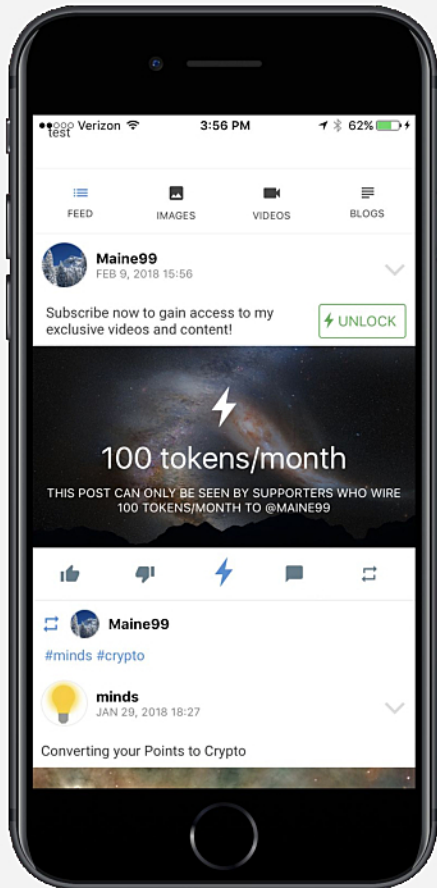 Verizon 3:56 PM 62%
test
FEED IMAGES VIDEOS BLOGS
Maine99
FEB 9, 2018 15:56
Subscribe now to gain access to my
exclusive videos and content!
UNLOCK
100 tokens/month
THIS POST CAN ONLY BE SEEN BY SUPPORTERS WHO WIRE
100 TOKENS/MONTH TO @MAINE99
Maine99
#minds #crypto
minds
JAN 29, 2018 18:27
Converting your Points to Crypto